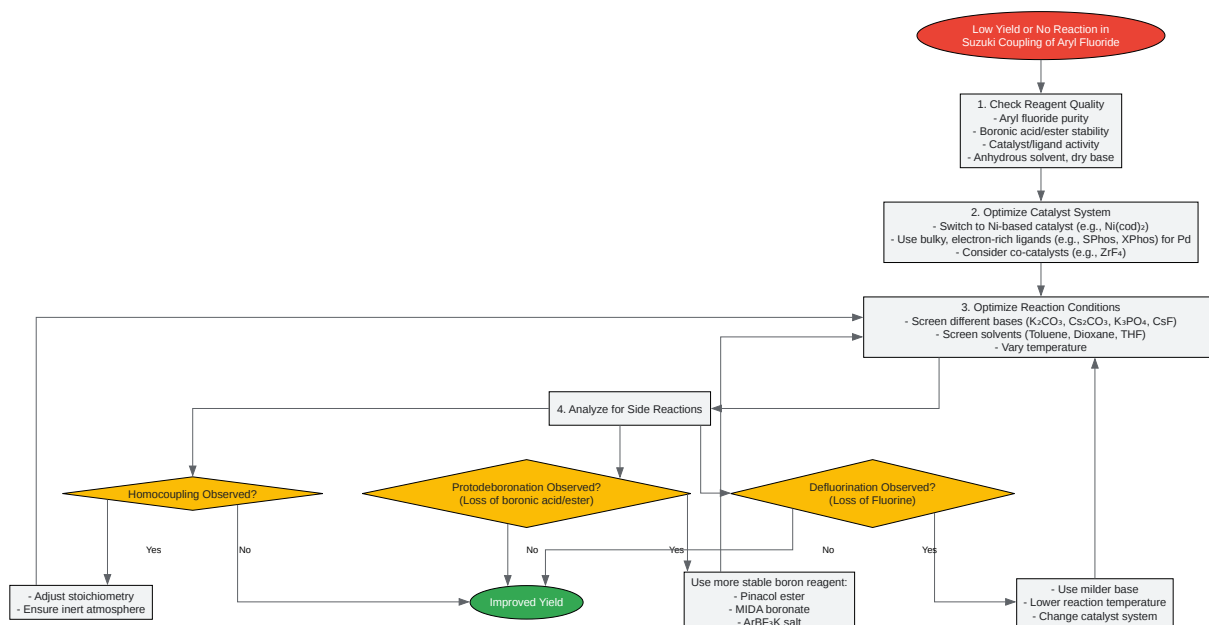 Low Yield or No Reaction in
Suzuki Coupling of Aryl Fluoride
1. Check Reagent Quality
- Aryl fluoride purity
- Boronic acid/ester stability
- Catalyst/ligand activity
- Anhydrous solvent, dry base
2. Optimize Catalyst System
- Switch to Ni-based catalyst (e.g., Ni(cod)₂)
- Use bulky, electron-rich ligands (e.g., SPhos, XPhos) for Pd
- Consider co-catalysts (e.g., ZrF₄)
3. Optimize Reaction Conditions
- Screen different bases (K₂CO₃, Cs₂CO₃, K₃PO₄, CsF)
- Screen solvents (Toluene, Dioxane, THF)
- Vary temperature
4. Analyze for Side Reactions
Homocoupling Observed?
Protodeboronation Observed?
(Loss of boronic acid/ester)
Defluorination Observed?
(Loss of Fluorine)
Yes
No
No
Yes
No
Yes
- Adjust stoichiometry
- Ensure inert atmosphere
Improved Yield
Use more stable boron reagent:
- Pinacol ester
- MIDA boronate
- ArBF₃K salt
- Use milder base
- Lower reaction temperature
- Change catalyst system